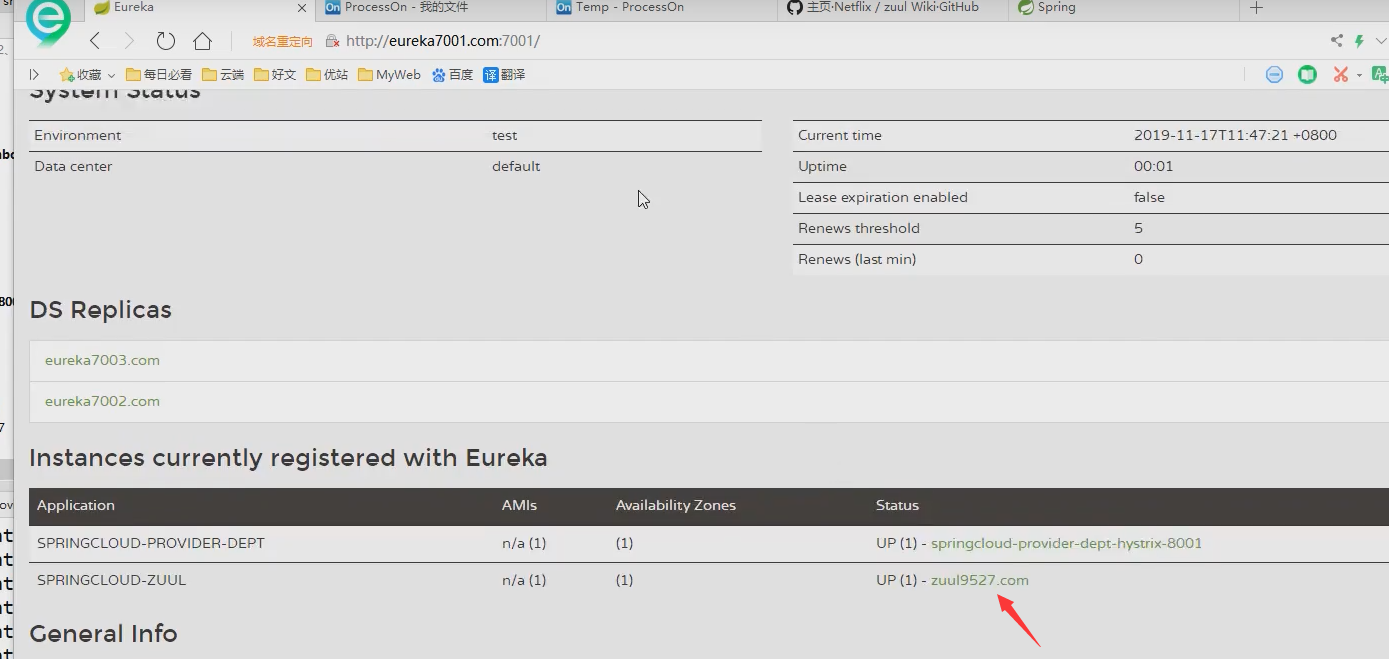 Eureka
ProcessOn - 我的文件
Temp - ProcessOn
主页·Netflix / zuul Wiki·GitHub
Spring
域名重定向
http://eureka7001.com:7001/
收藏
每日必看
云端
好文
优站
MyWeb
百度
译 翻译
System Status
Environment test
Data center default
Current time 2019-11-17T11:47:21 +0800
Uptime 00:01
Lease expiration enabled false
Renews threshold 5
Renews (last min) 0
DS Replicas
eureka7003.com
eureka7002.com
Instances currently registered with Eureka
Application AMIs Availability Zones Status
SPRINGCLOUD-PROVIDER-DEPT n/a (1) (1) UP (1) - springcloud-provider-dept-hystrix-8001
SPRINGCLOUD-ZUUL n/a (1) (1) UP (1) - zuul9527.com
General Info